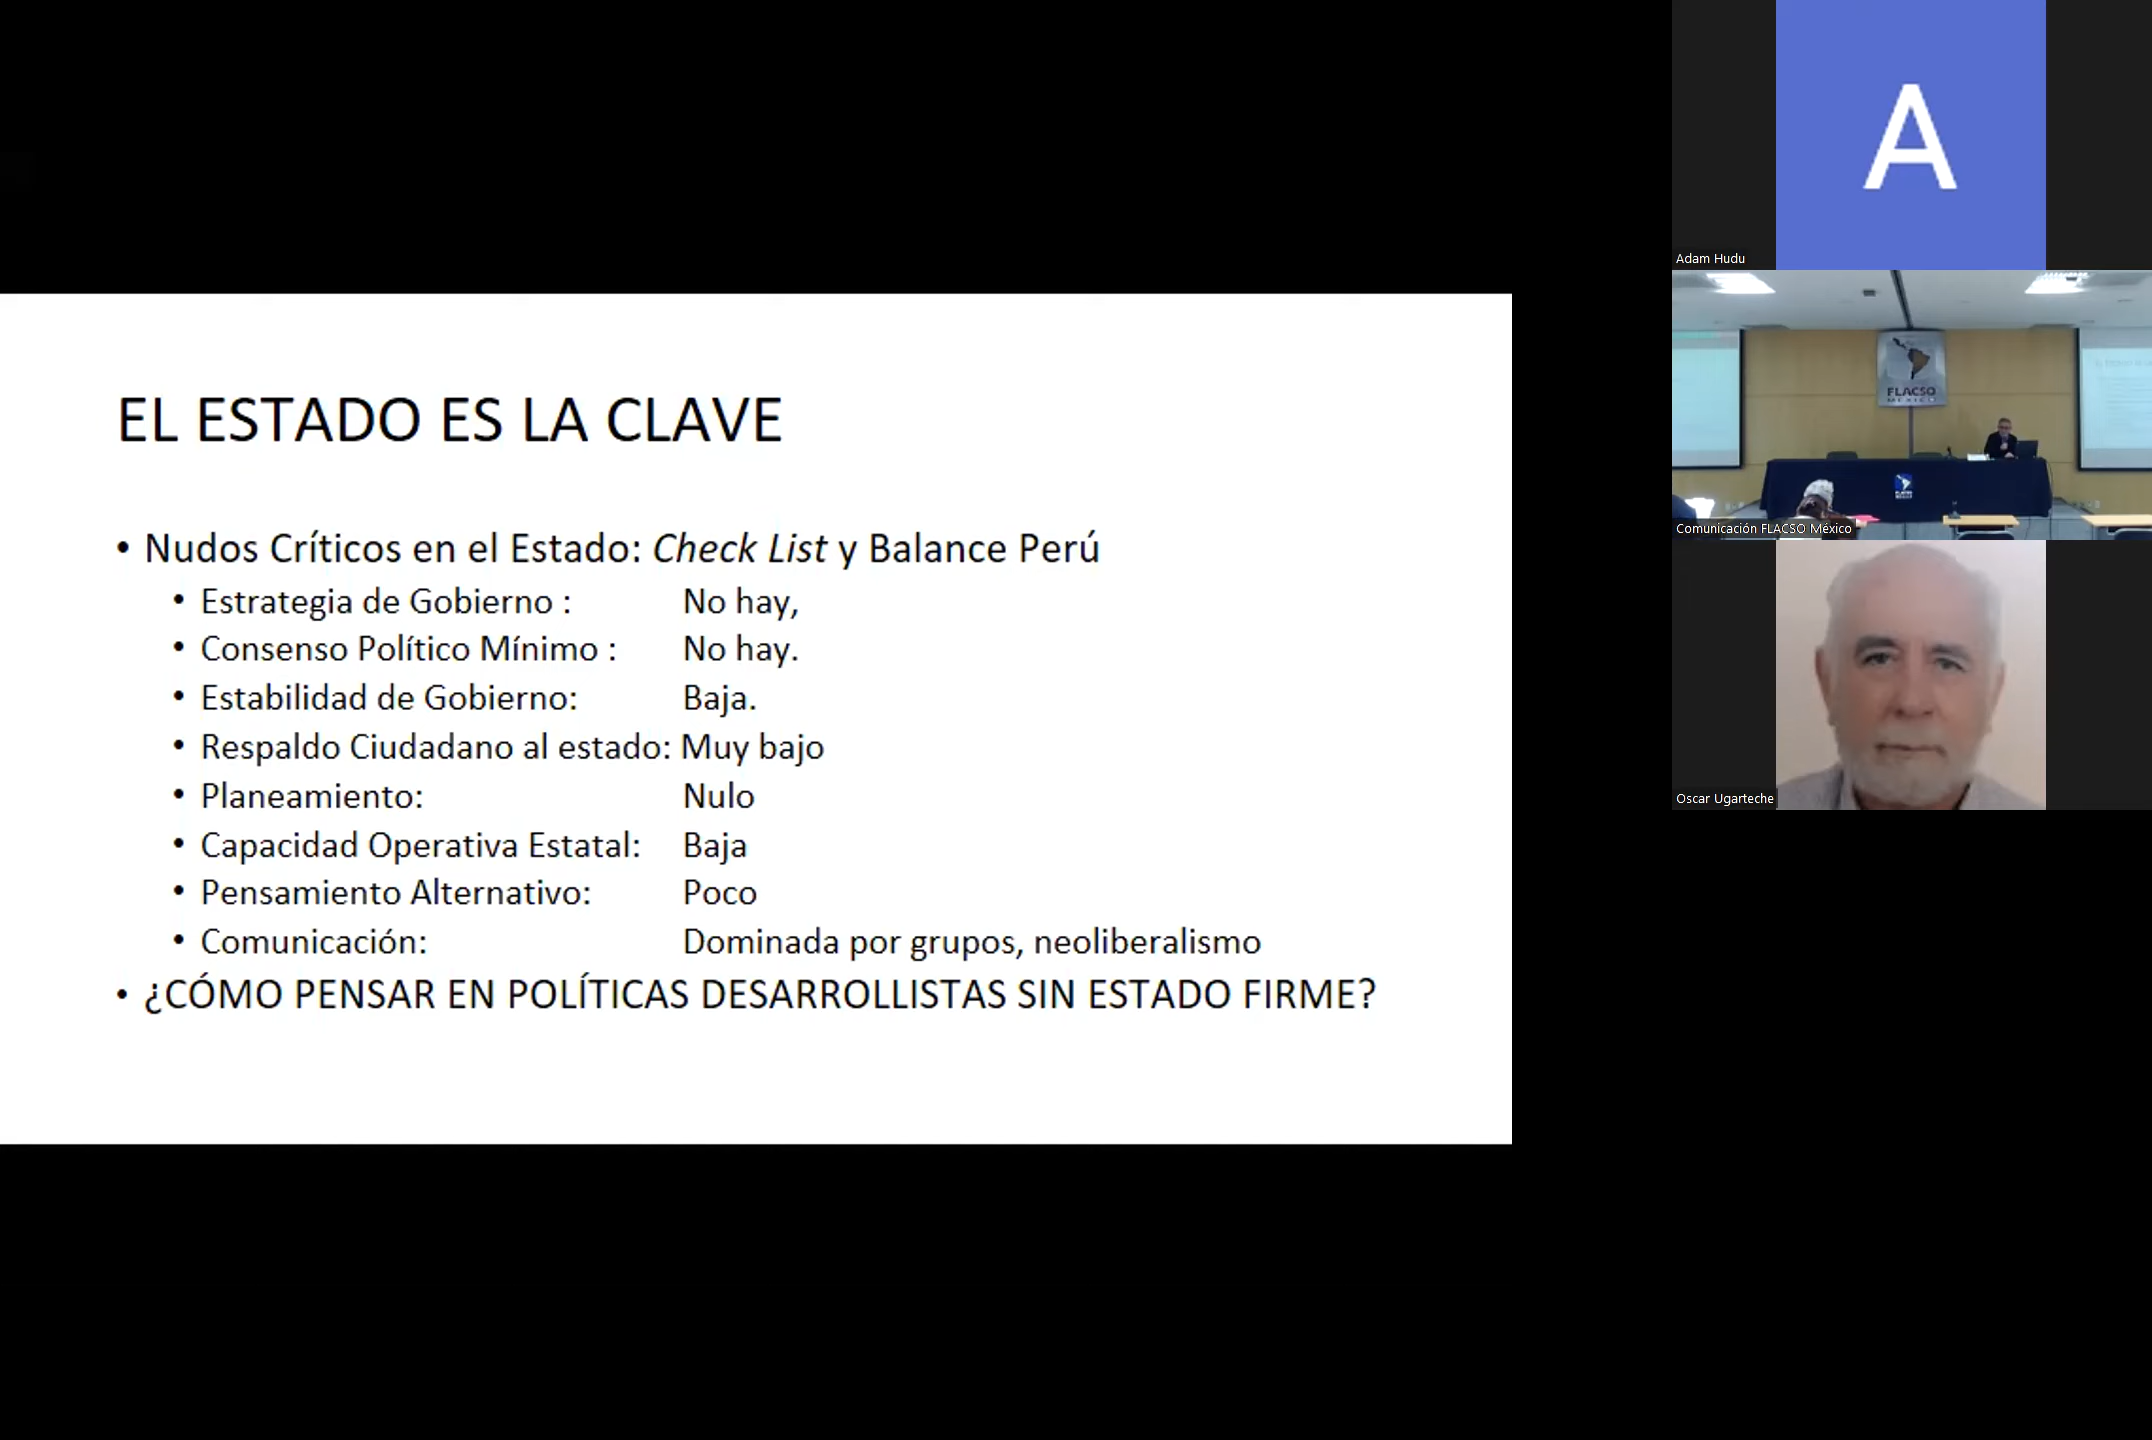 EL ESTADO ES LA CLAVE
• Nudos Críticos en el Estado: Check List y Balance Perú
• Estrategia de Gobierno : No hay,
• Consenso Político Mínimo : No hay.
• Estabilidad de Gobierno: Baja.
• Respaldo Ciudadano al estado: Muy bajo
• Planeamiento: Nulo
• Capacidad Operativa Estatal: Baja
• Pensamiento Alternativo: Poco
• Comunicación: Dominada por grupos, neoliberalismo
• ¿CÓMO PENSAR EN POLÍTICAS DESARROLLISTAS SIN ESTADO FIRME?
A
Adam Hudu
FLACSO
MÉXICO
Comunicación FLACSO México
Oscar Ugarteche